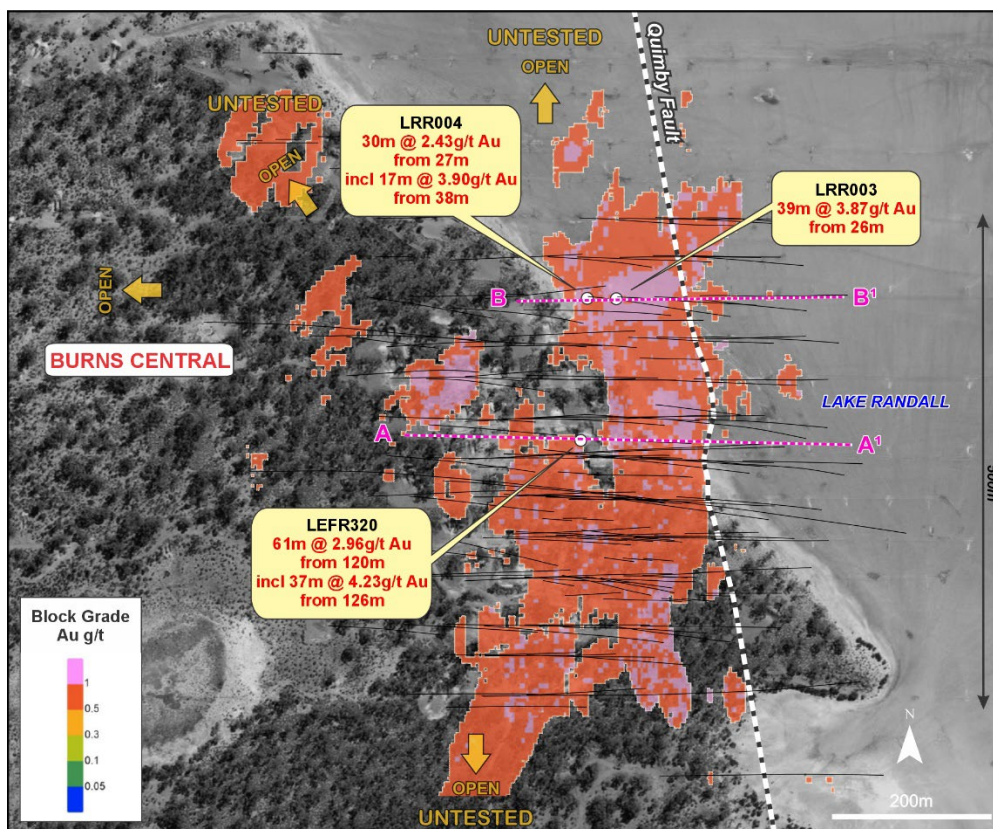 UNTESTED
OPEN
Quimby Fault
UNTESTED
OPEN
LRR004
30m @ 2.43g/t Au
from 27m
incl 17m @ 3.90g/t Au
from 38m
LRR003
39m @ 3.87g/t Au
from 26m
OPEN
B
B¹
BURNS CENTRAL
LAKE RANDALL
A
A¹
LEFR320
61m @ 2.96g/t Au
from 120m
incl 37m @ 4.23g/t Au
from 126m
Block Grade
Au g/t
1
0.5
0.3
0.1
0.05
OPEN
UNTESTED
N
200m